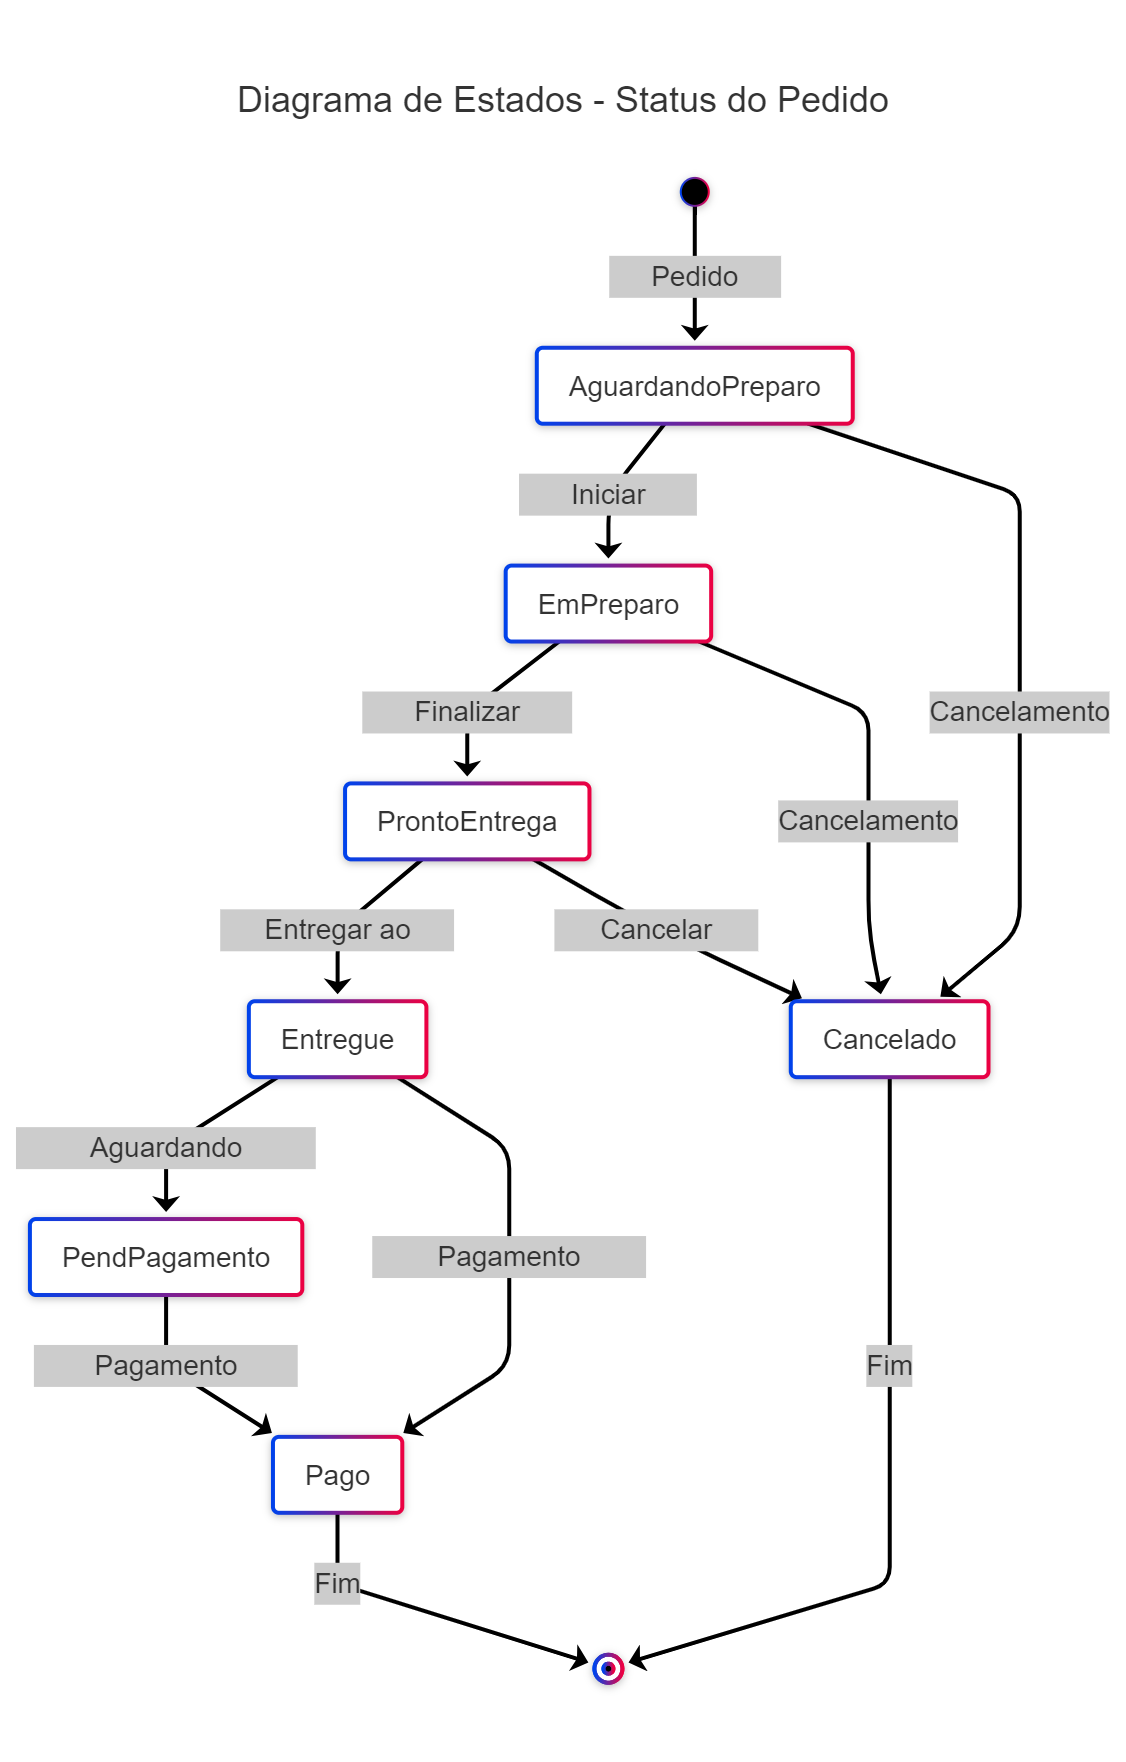 Diagrama de Estados - Status do Pedido
Pedido
AguardandoPreparo
Iniciar
EmPreparo
Finalizar
Cancelamento
ProntoEntrega
Cancelamento
Entregar ao
Cancelar
Entregue
Cancelado
Aguardando
PendPagamento
Pagamento
Pagamento
Fim
Pago
Fim